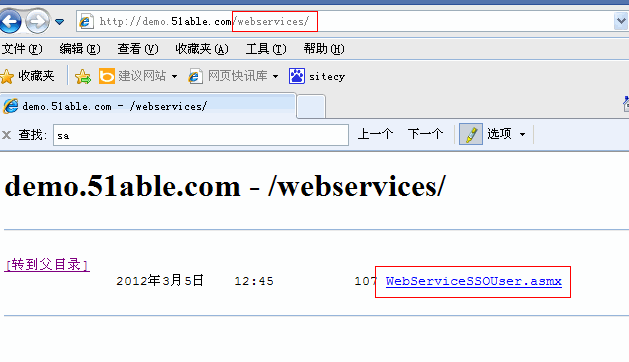 http://demo.51able.com/webservices/
文件(F) 编辑(E) 查看(V) 收藏夹(A) 工具(T) 帮助(H)
收藏夹 建议网站 网页快讯库 sitecy
demo.51able.com - /webservices/
查找: sa 上一个 下一个 选项
demo.51able.com - /webservices/
[转到父目录]
2012年3月5日 12:45 107 WebServiceSSOUser.asmx